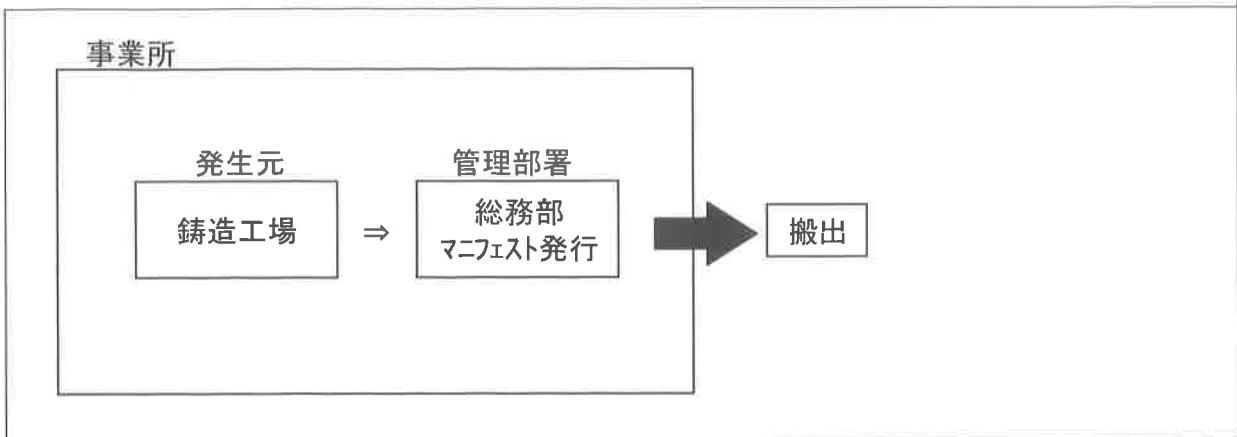 事業所
発生元
管理部署
鋳造工場
⇒
総務部
マニフェスト発行
搬出